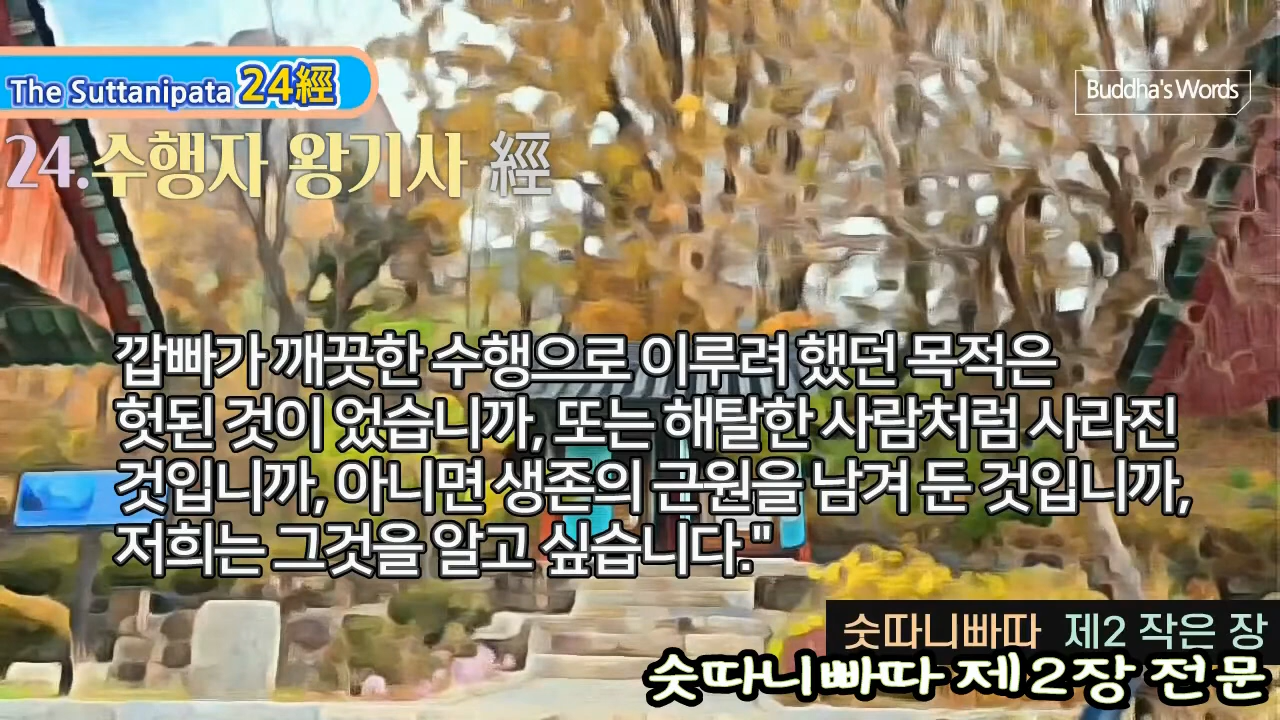 The Suttanipata 24經
Buddha's Words
24.수행자 왕기사 經
깝빠가 깨끗한 수행으로 이루려 했던 목적은
헛된 것이 었습니까, 또는 해탈한 사람처럼 사라진
것입니까, 아니면 생존의 근원을 남겨 둔 것입니까,
저희는 그것을 알고 싶습니다."
숫따니빠따 제2 작은 장
숫따니빠따 제2장 전문